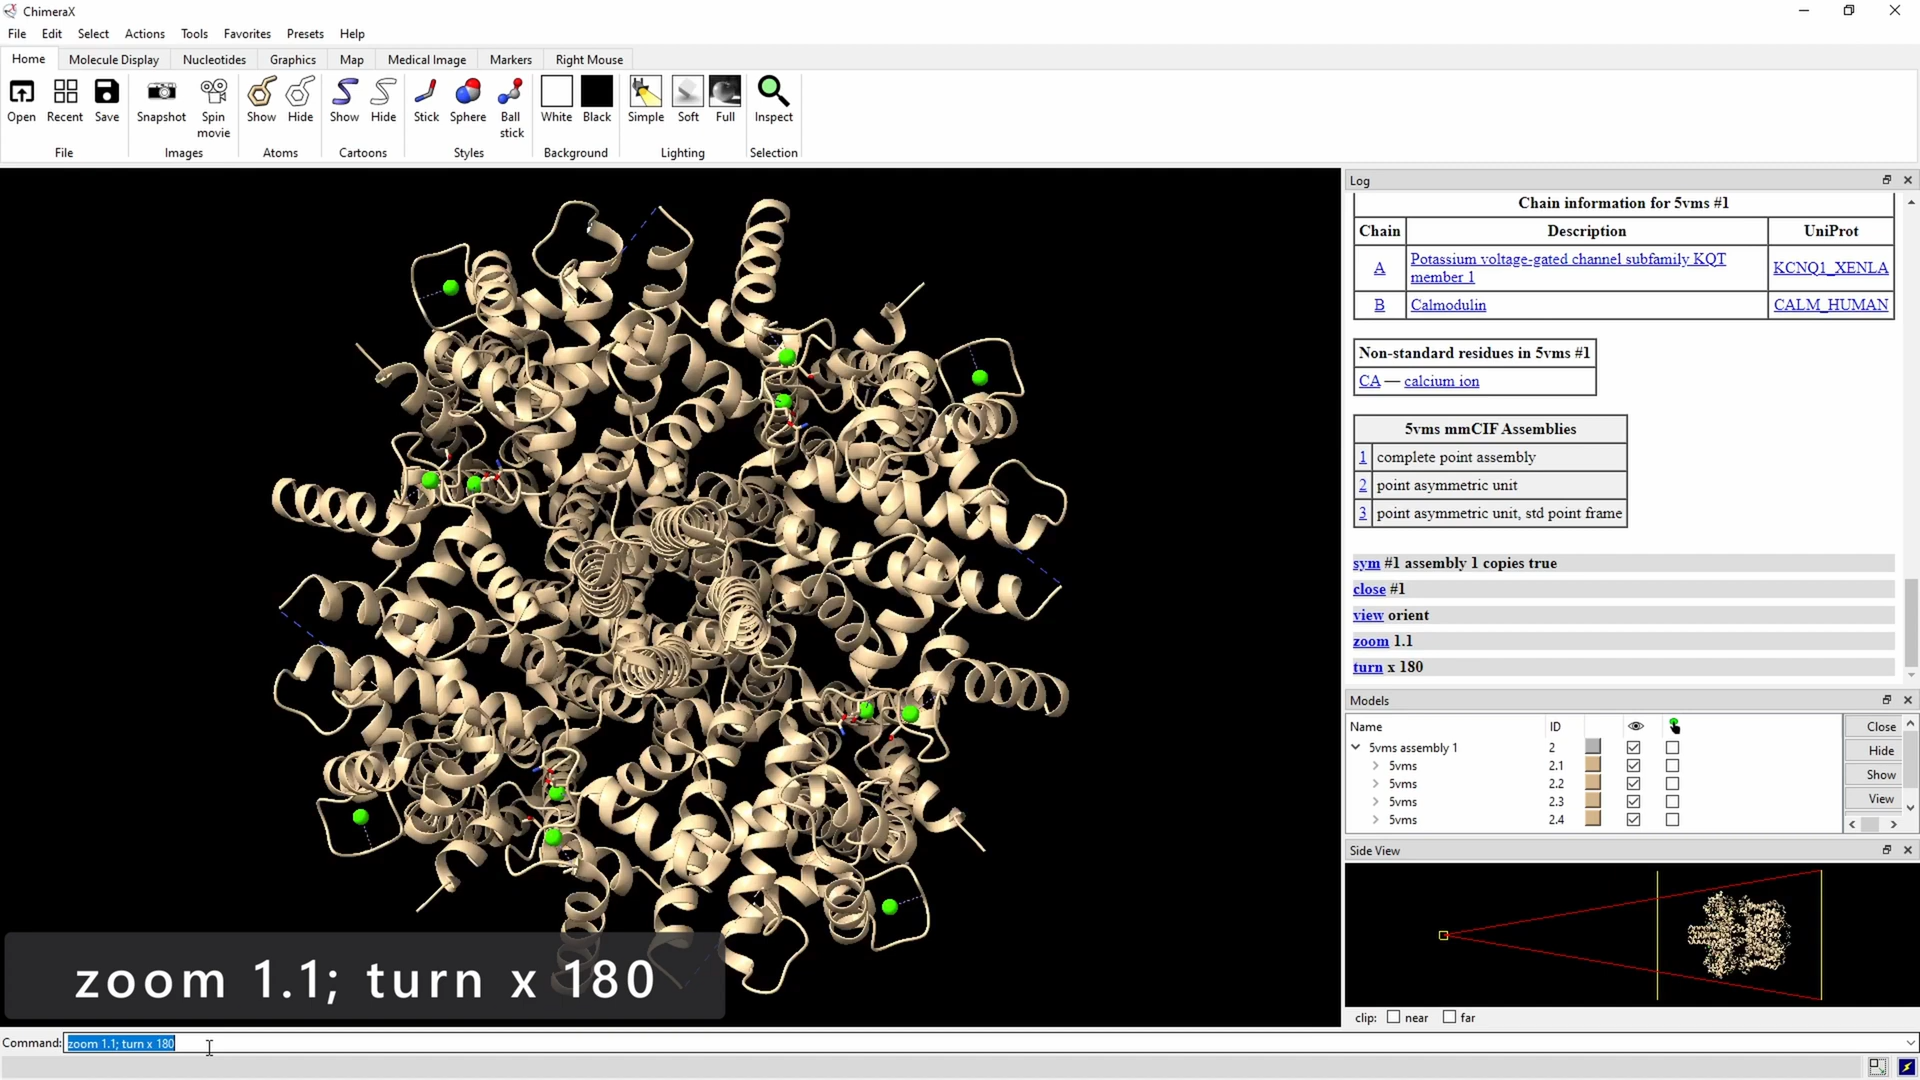 ChimeraX
File Edit Select Actions Tools Favorites Presets Help
Home Molecule Display Nucleotides Graphics Map Medical Image Markers Right Mouse
Open Recent Save Snapshot Spin movie Show Hide Show Hide Stick Sphere Ball stick White Black Simple Soft Full Inspect
File Images Atoms Cartoons Styles Background Lighting Selection
Log
Chain information for 5vms #1
Chain Description UniProt
A Potassium voltage-gated channel subfamily KQT member 1 KCNQ1_XENLA
B Calmodulin CALM_HUMAN
Non-standard residues in 5vms #1
CA — calcium ion
5vms mmCIF Assemblies
1 complete point assembly
2 point asymmetric unit
3 point asymmetric unit, std point frame
sym #1 assembly 1 copies true
close #1
view orient
zoom 1.1
turn x 180
Models
Name ID
5vms assembly 1 2
5vms 2.1
5vms 2.2
5vms 2.3
5vms 2.4
Close
Hide
Show
View
Side View
clip: near far
zoom 1.1; turn x 180
Command: zoom 1.1; turn x 180